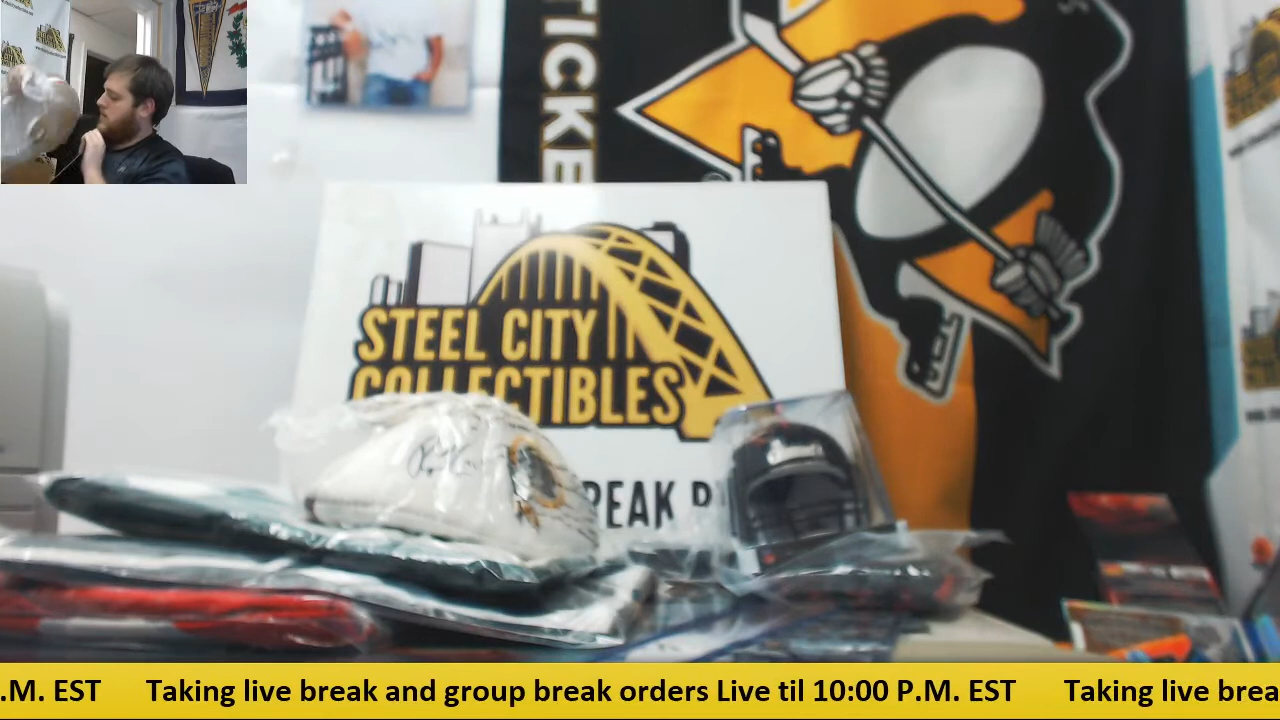 TICKE
STEEL CITY
COLLECTIBLES
REAK R
.M. EST Taking live break and group break orders Live til 10:00 P.M. EST Taking live brea